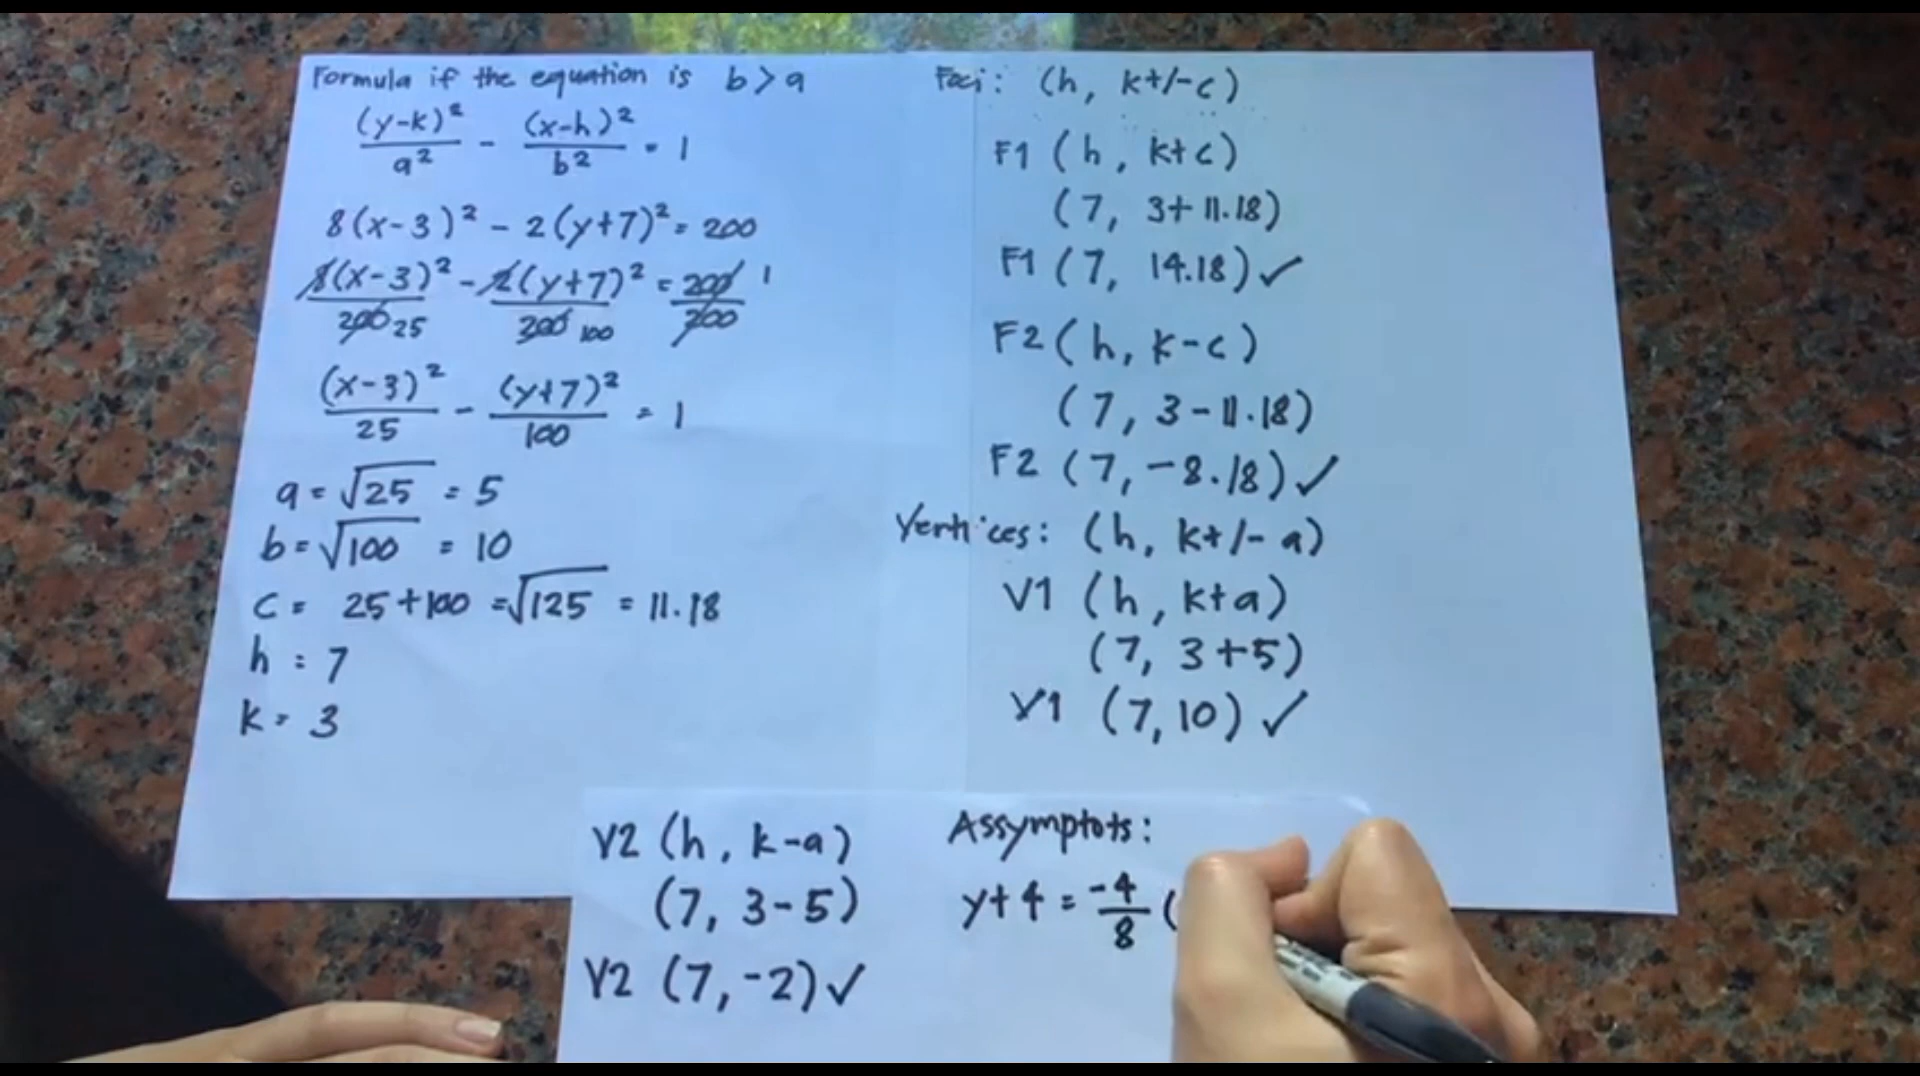 Formula if the equation is b > a
(y-k)²/a² - (x-h)²/b² = 1
8(x-3)² - 2(y+7)² = 200
8(x-3)²/200 25 - 2(y+7)²/200 100 = 200/200 1
(x-3)²/25 - (y+7)²/100 = 1
a = √25 = 5
b = √100 = 10
c = 25+100 = √125 = 11.18
h = 7
k = 3
Foci: (h, k+/-c)
F1 (h, k+c)
(7, 3+11.18)
F1 (7, 14.18) ✓
F2 (h, k-c)
(7, 3-11.18)
F2 (7, -8.18) ✓
Vertices: (h, k+/-a)
V1 (h, k+a)
(7, 3+5)
V1 (7, 10) ✓
V2 (h, k-a)
(7, 3-5)
V2 (7, -2) ✓
Assymptots:
y+4 = -4/8 (